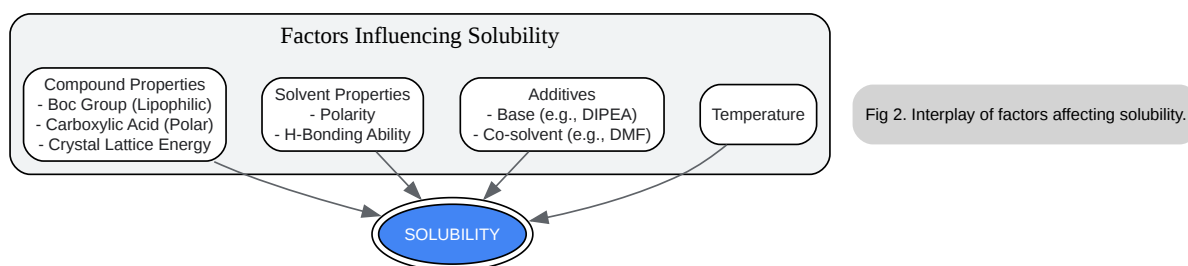 Factors Influencing Solubility
Compound Properties
- Boc Group (Lipophilic)
- Carboxylic Acid (Polar)
- Crystal Lattice Energy
Solvent Properties
- Polarity
- H-Bonding Ability
Additives
- Base (e.g., DIPEA)
- Co-solvent (e.g., DMF)
Temperature
Fig 2. Interplay of factors affecting solubility.
SOLUBILITY